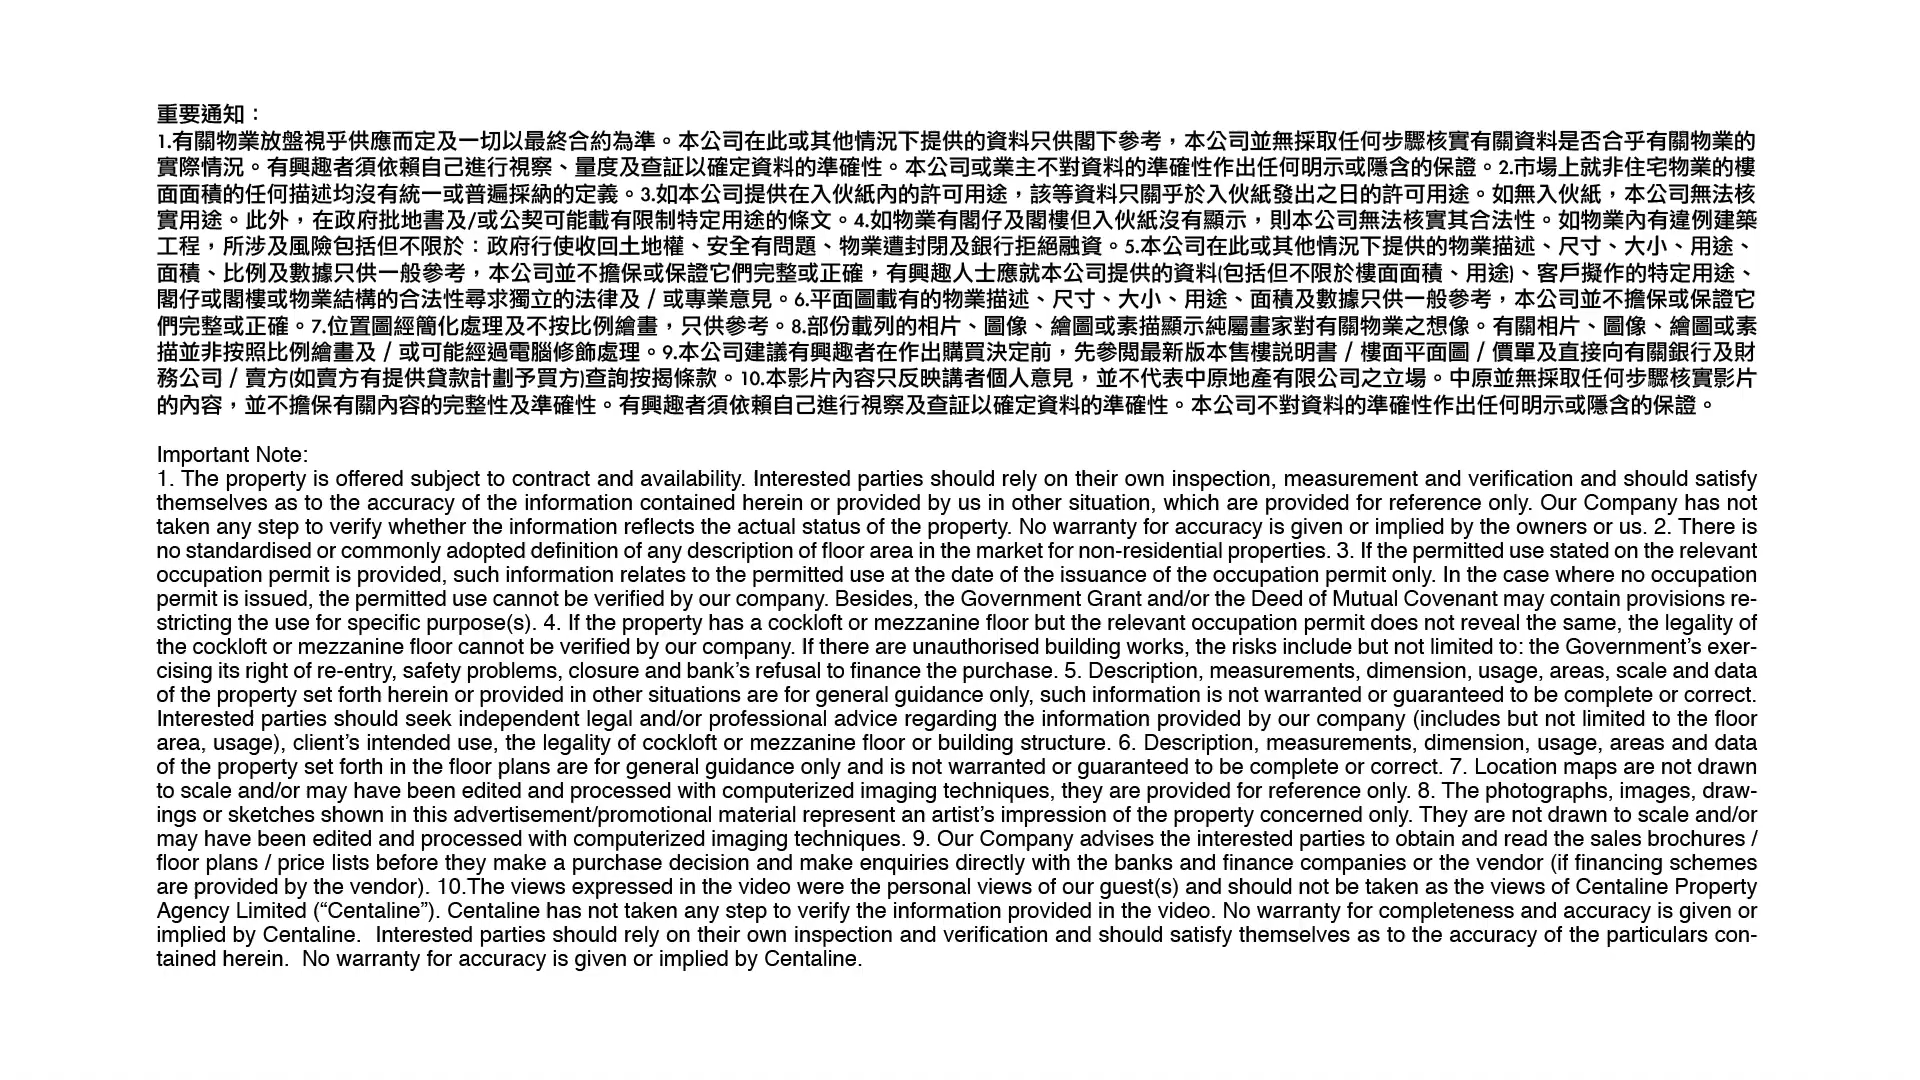 重要通知：
1.有關物業放盤視乎供應而定及一切以最終合約為準。本公司在此或其他情況下提供的資料只供閣下參考，本公司並無採取任何步驟核實有關資料是否合乎有關物業的
實際情況。有興趣者須依賴自己進行視察、量度及查証以確定資料的準確性。本公司或業主不對資料的準確性作出任何明示或隱含的保證。2.市場上就非住宅物業的樓
面面積的任何描述均沒有統一或普遍採納的定義。3.如本公司提供在入伙紙內的許可用途，該等資料只關乎於入伙紙發出之日的許可用途。如無入伙紙，本公司無法核
實用途。此外，在政府批地書及/或公契可能載有限制特定用途的條文。4.如物業有閣仔及閣樓但入伙紙沒有顯示，則本公司無法核實其合法性。如物業內有違例建築
工程，所涉及風險包括但不限於：政府行使收回土地權、安全有問題、物業遭封閉及銀行拒絕融資。5.本公司在此或其他情況下提供的物業描述、尺寸、大小、用途、
面積、比例及數據只供一般參考，本公司並不擔保或保證它們完整或正確，有興趣人士應就本公司提供的資料(包括但不限於樓面面積、用途)、客戶擬作的特定用途、
閣仔或閣樓或物業結構的合法性尋求獨立的法律及 / 或專業意見。6.平面圖載有的物業描述、尺寸、大小、用途、面積及數據只供一般參考，本公司並不擔保或保證它
們完整或正確。7.位置圖經簡化處理及不按比例繪畫，只供參考。8.部份載列的相片、圖像、繪圖或素描顯示純屬畫家對有關物業之想像。有關相片、圖像、繪圖或素
描並非按照比例繪畫及 / 或可能經過電腦修飾處理。9.本公司建議有興趣者在作出購買決定前，先參閱最新版本售樓説明書 / 樓面平面圖 / 價單及直接向有關銀行及財
務公司 / 賣方(如賣方有提供貸款計劃予買方)查詢按揭條款。10.本影片內容只反映講者個人意見，並不代表中原地產有限公司之立場。中原並無採取任何步驟核實影片
的內容，並不擔保有關內容的完整性及準確性。有興趣者須依賴自己進行視察及查証以確定資料的準確性。本公司不對資料的準確性作出任何明示或隱含的保證。
Important Note:
1. The property is offered subject to contract and availability. Interested parties should rely on their own inspection, measurement and verification and should satisfy
themselves as to the accuracy of the information contained herein or provided by us in other situation, which are provided for reference only. Our Company has not
taken any step to verify whether the information reflects the actual status of the property. No warranty for accuracy is given or implied by the owners or us. 2. There is
no standardised or commonly adopted definition of any description of floor area in the market for non-residential properties. 3. If the permitted use stated on the relevant
occupation permit is provided, such information relates to the permitted use at the date of the issuance of the occupation permit only. In the case where no occupation
permit is issued, the permitted use cannot be verified by our company. Besides, the Government Grant and/or the Deed of Mutual Covenant may contain provisions re-
stricting the use for specific purpose(s). 4. If the property has a cockloft or mezzanine floor but the relevant occupation permit does not reveal the same, the legality of
the cockloft or mezzanine floor cannot be verified by our company. If there are unauthorised building works, the risks include but not limited to: the Government’s exer-
cising its right of re-entry, safety problems, closure and bank’s refusal to finance the purchase. 5. Description, measurements, dimension, usage, areas, scale and data
of the property set forth herein or provided in other situations are for general guidance only, such information is not warranted or guaranteed to be complete or correct.
Interested parties should seek independent legal and/or professional advice regarding the information provided by our company (includes but not limited to the floor
area, usage), client’s intended use, the legality of cockloft or mezzanine floor or building structure. 6. Description, measurements, dimension, usage, areas and data
of the property set forth in the floor plans are for general guidance only and is not warranted or guaranteed to be complete or correct. 7. Location maps are not drawn
to scale and/or may have been edited and processed with computerized imaging techniques, they are provided for reference only. 8. The photographs, images, draw-
ings or sketches shown in this advertisement/promotional material represent an artist’s impression of the property concerned only. They are not drawn to scale and/or
may have been edited and processed with computerized imaging techniques. 9. Our Company advises the interested parties to obtain and read the sales brochures /
floor plans / price lists before they make a purchase decision and make enquiries directly with the banks and finance companies or the vendor (if financing schemes
are provided by the vendor). 10.The views expressed in the video were the personal views of our guest(s) and should not be taken as the views of Centaline Property
Agency Limited (“Centaline”). Centaline has not taken any step to verify the information provided in the video. No warranty for completeness and accuracy is given or
implied by Centaline.  Interested parties should rely on their own inspection and verification and should satisfy themselves as to the accuracy of the particulars con-
tained herein.  No warranty for accuracy is given or implied by Centaline.